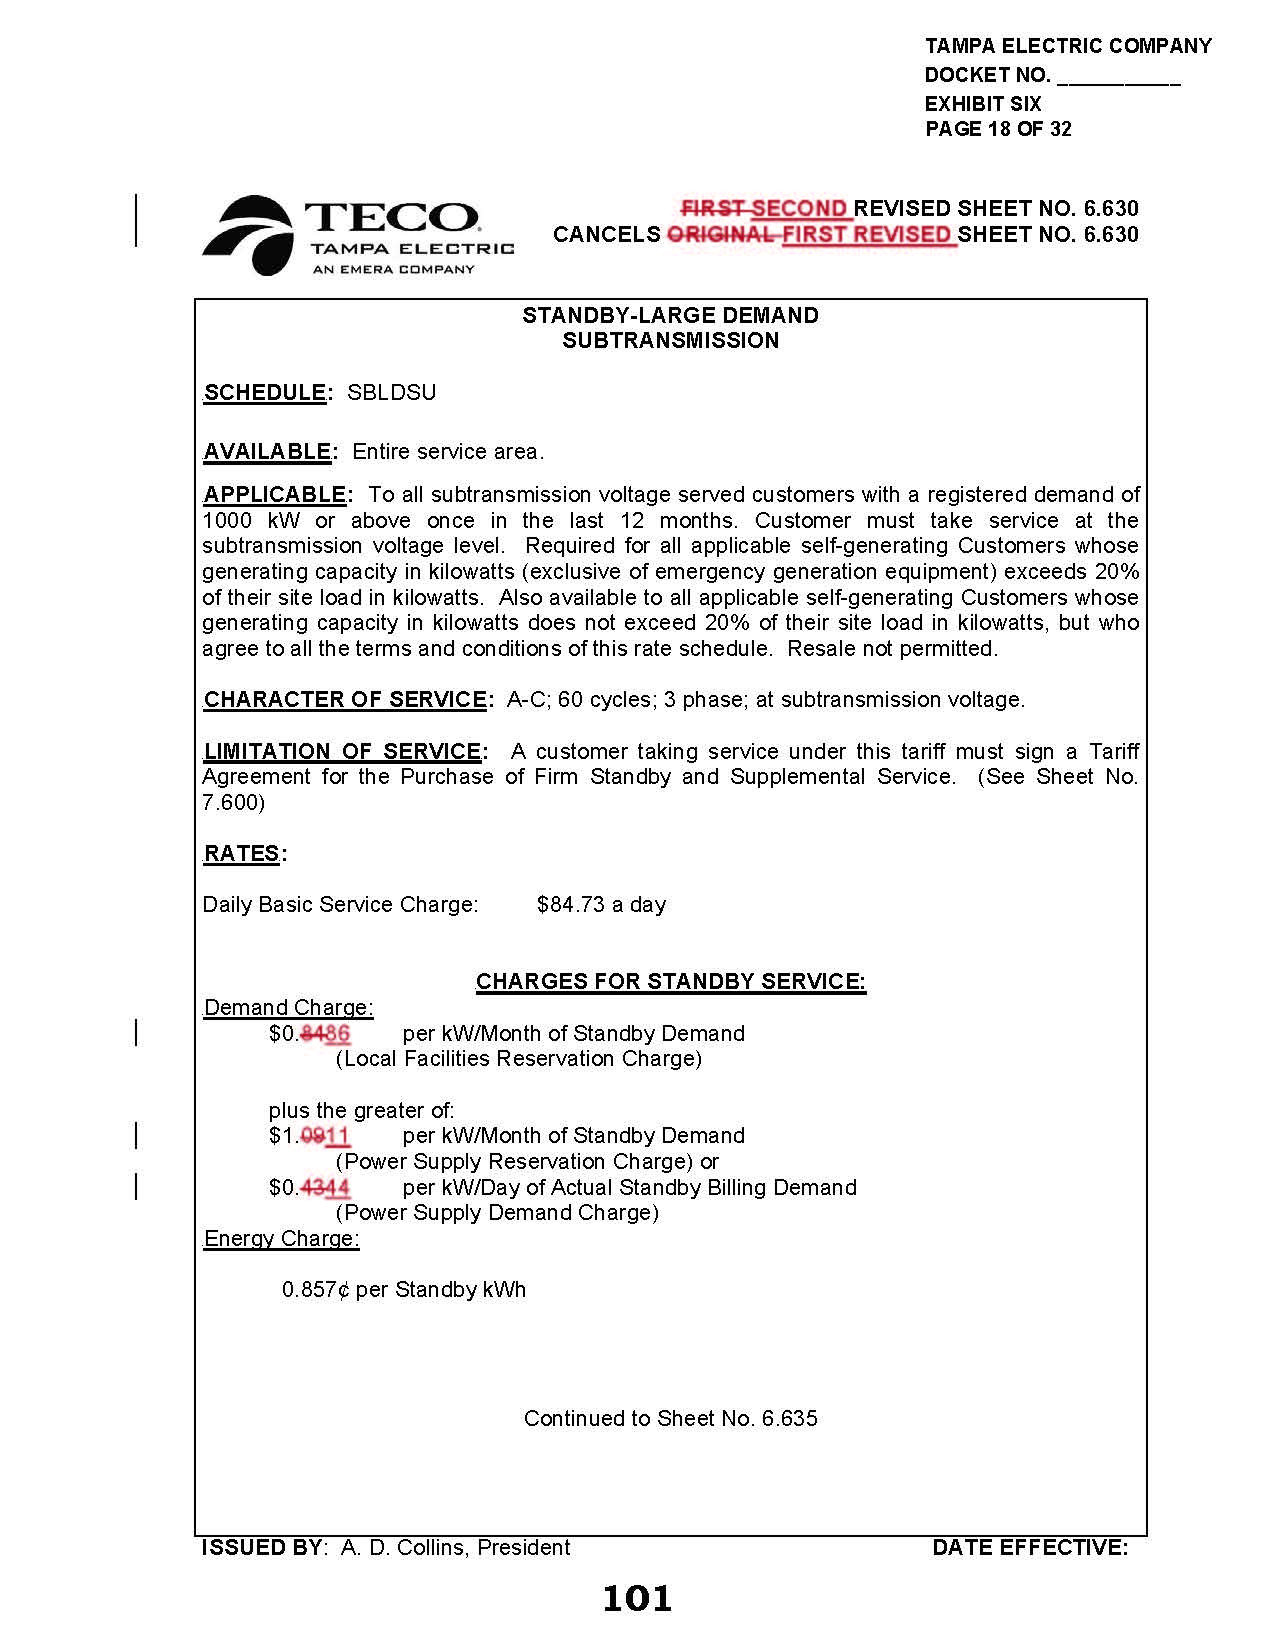 TAMPA ELECTRIC COMPANY
DOCKET NO. ___________
EXHIBIT SIX
PAGE 18 OF 32
TECO.
TAMPA ELECTRIC
AN EMERA COMPANY
FIRST SECOND REVISED SHEET NO. 6.630
CANCELS ORIGINAL FIRST REVISED SHEET NO. 6.630
STANDBY-LARGE DEMAND
SUBTRANSMISSION
SCHEDULE: SBLDSU
AVAILABLE: Entire service area.
APPLICABLE: To all subtransmission voltage served customers with a registered demand of
1000 kW or above once in the last 12 months. Customer must take service at the
subtransmission voltage level. Required for all applicable self-generating Customers whose
generating capacity in kilowatts (exclusive of emergency generation equipment) exceeds 20%
of their site load in kilowatts. Also available to all applicable self-generating Customers whose
generating capacity in kilowatts does not exceed 20% of their site load in kilowatts, but who
agree to all the terms and conditions of this rate schedule. Resale not permitted.
CHARACTER OF SERVICE: A-C; 60 cycles; 3 phase; at subtransmission voltage.
LIMITATION OF SERVICE: A customer taking service under this tariff must sign a Tariff
Agreement for the Purchase of Firm Standby and Supplemental Service. (See Sheet No.
7.600)
RATES:
Daily Basic Service Charge: $84.73 a day
CHARGES FOR STANDBY SERVICE:
Demand Charge:
$0.8486 per kW/Month of Standby Demand
(Local Facilities Reservation Charge)
plus the greater of:
$1.0911 per kW/Month of Standby Demand
(Power Supply Reservation Charge) or
$0.4344 per kW/Day of Actual Standby Billing Demand
(Power Supply Demand Charge)
Energy Charge:
0.857¢ per Standby kWh
Continued to Sheet No. 6.635
ISSUED BY: A. D. Collins, President DATE EFFECTIVE:
101